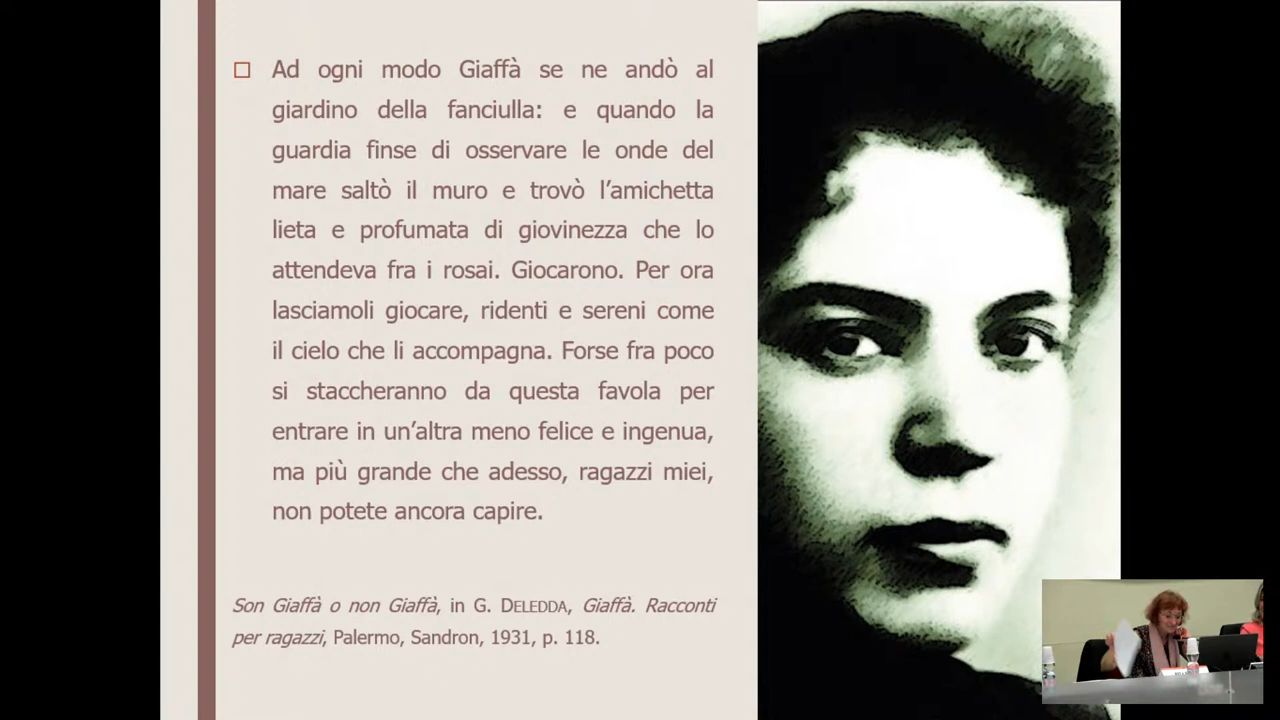 Ad ogni modo Giaffà se ne andò al
giardino della fanciulla: e quando la
guardia finse di osservare le onde del
mare saltò il muro e trovò l’amichetta
lieta e profumata di giovinezza che lo
attendeva fra i rosai. Giocarono. Per ora
lasciamoli giocare, ridenti e sereni come
il cielo che li accompagna. Forse fra poco
si staccheranno da questa favola per
entrare in un’altra meno felice e ingenua,
ma più grande che adesso, ragazzi miei,
non potete ancora capire.
Son Giaffà o non Giaffà, in G. DELEDDA, Giaffà. Racconti
per ragazzi, Palermo, Sandron, 1931, p. 118.